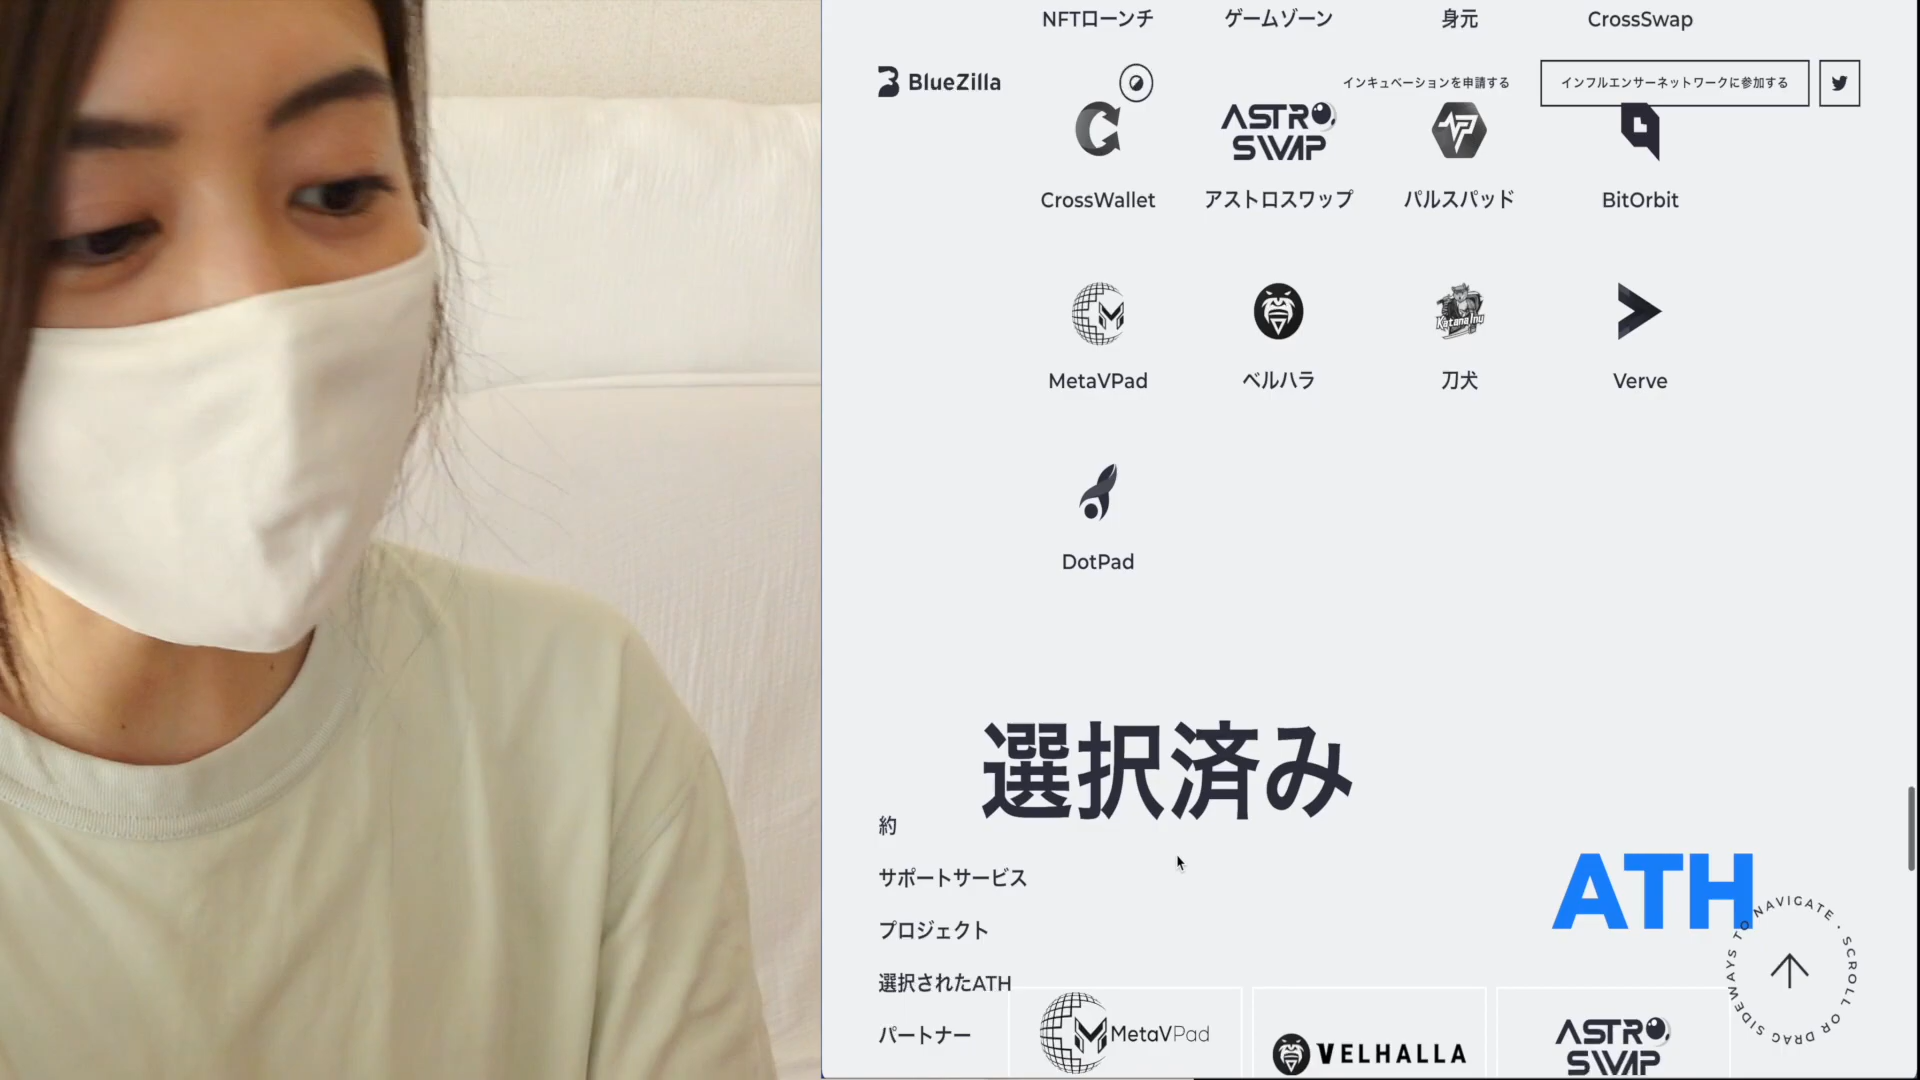 NFTローンチ ゲームゾーン 身元 CrossSwap
BlueZilla インキュベーションを申請する インフルエンサーネットワークに参加する
ASTRO
SWAP
CrossWallet アストロスワップ パルスパッド BitOrbit
Katana Inu
MetaVPad ベルハラ 刀犬 Verve
DotPad
選択済み
約
サポートサービス
ATH
プロジェクト
選択されたATH
パートナー
MetaVPad
VELHALLA
ASTRO
SWAP
SCROLL OR DRAG SIDEWAYS TO NAVIGATE ·